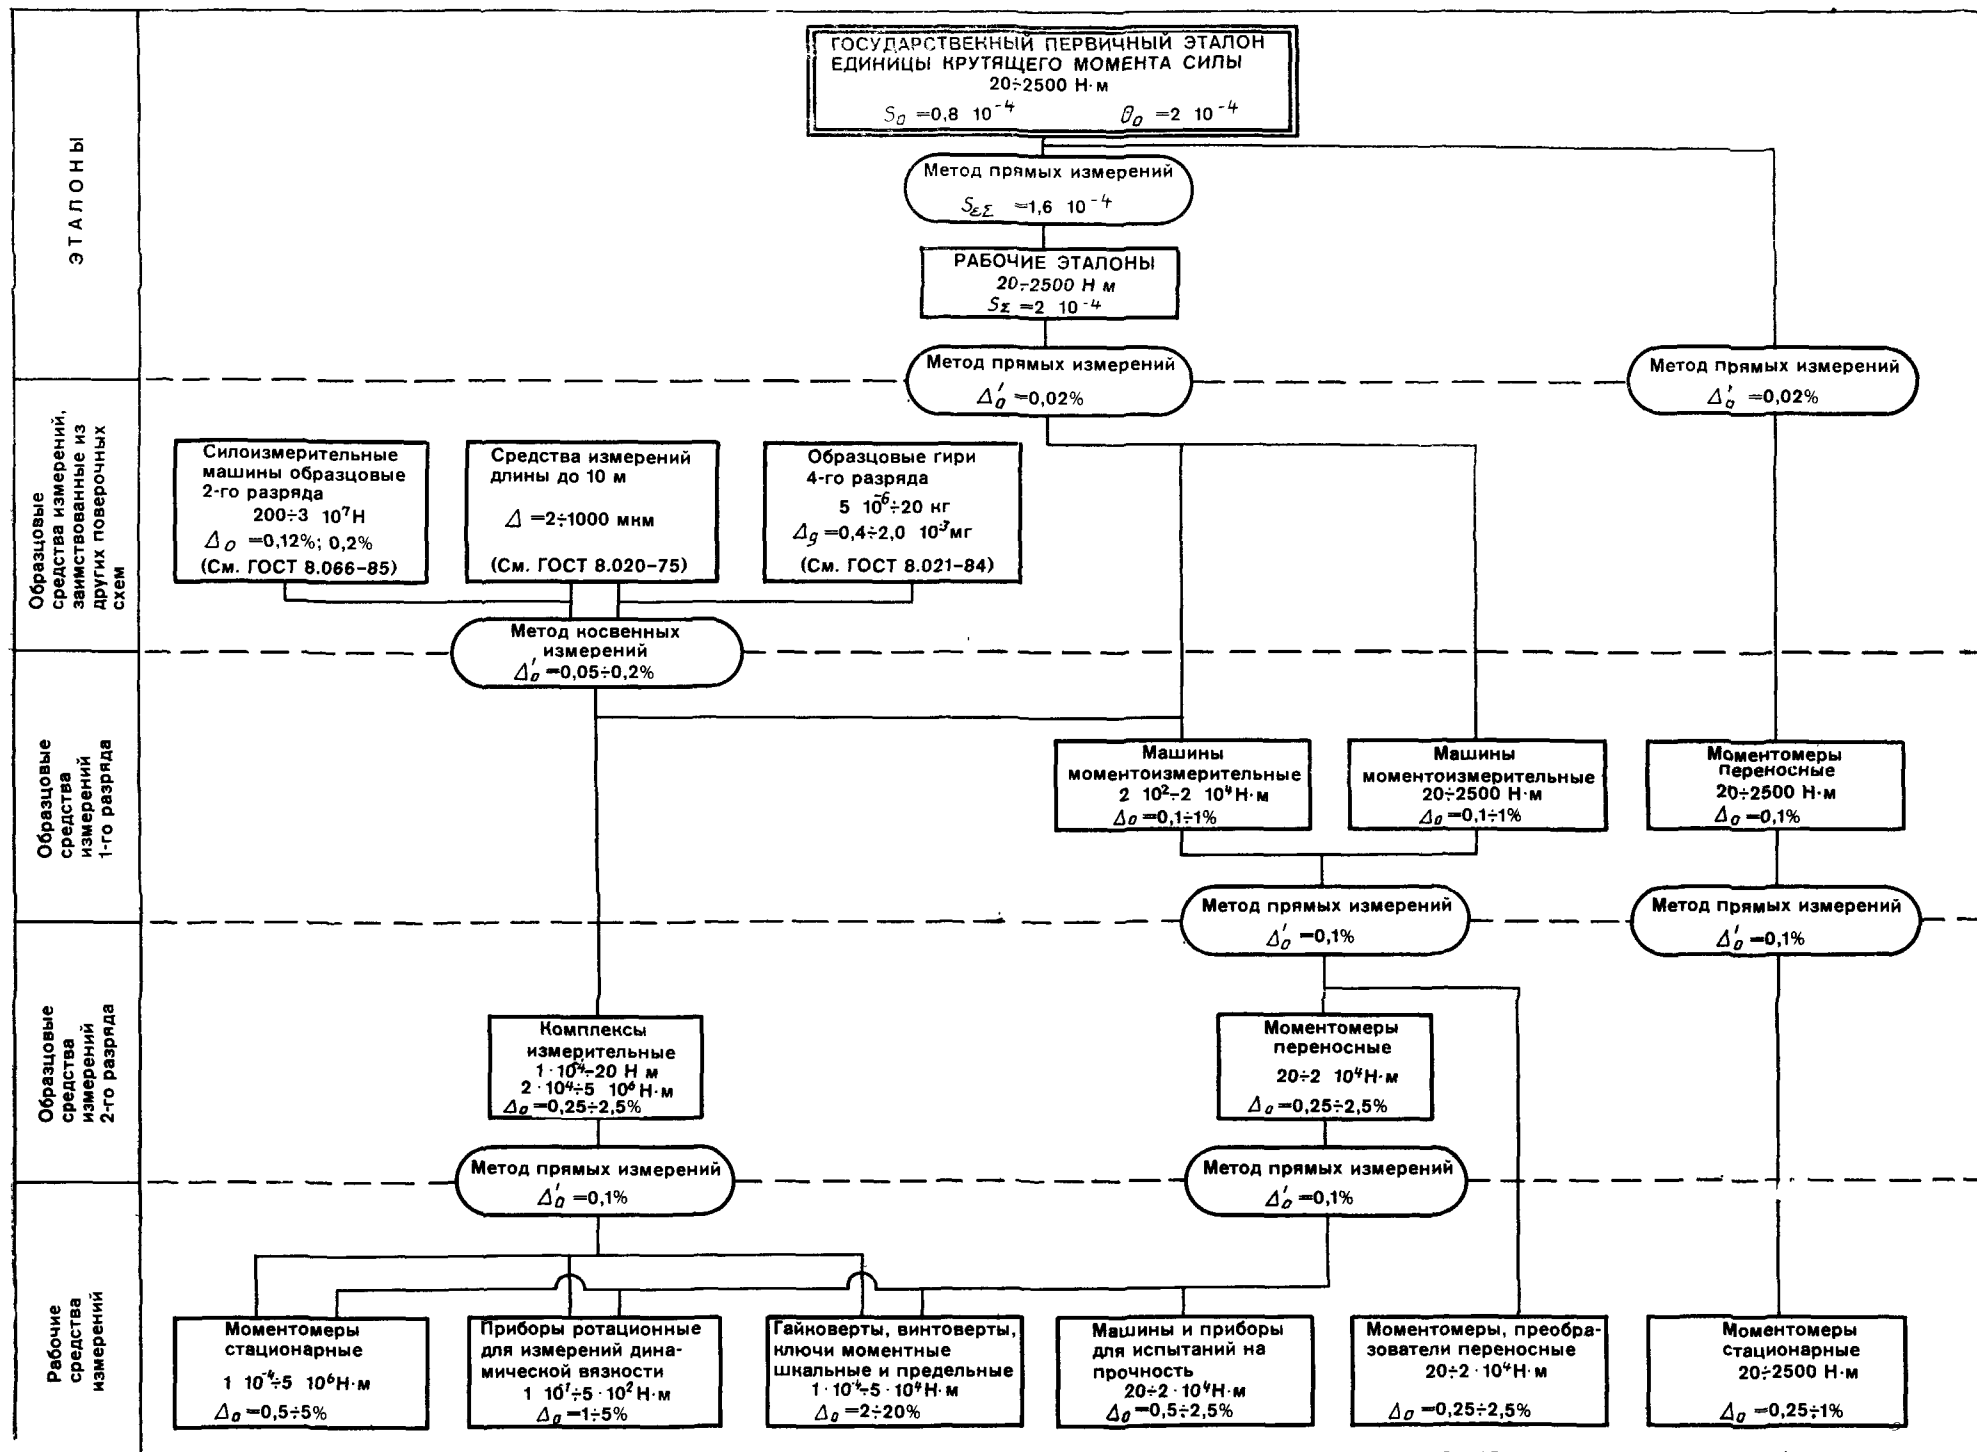 ЭТАЛОНЫ
ГОСУДАРСТВЕННЫЙ ПЕРВИЧНЫЙ ЭТАЛОН
ЕДИНИЦЫ КРУТЯЩЕГО МОМЕНТА СИЛЫ
20÷2500 Н·м
S₀ =0,8 10⁻⁴ θ₀ =2 10⁻⁴
Метод прямых измерений
S_εΣ =1,6 10⁻⁴
РАБОЧИЕ ЭТАЛОНЫ
20÷2500 Н м
S_Σ =2 10⁻⁴
Метод прямых измерений
Δ₀′ =0,02%
Метод прямых измерений
Δ₀′ =0,02%
Образцовые
средства измерений,
заимствованные из
других поверочных
схем
Силоизмерительные
машины образцовые
2-го разряда
200÷3 10⁷Н
Δ₀ =0,12%; 0,2%
(См. ГОСТ 8.066–85)
Средства измерений
длины до 10 м
Δ =2÷1000 мкм
(См. ГОСТ 8.020–75)
Образцовые гири
4-го разряда
5 10⁻⁶÷20 кг
Δg =0,4÷2,0 10⁻³мг
(См. ГОСТ 8.021–84)
Метод косвенных
измерений
Δ₀′ =0,05÷0,2%
Образцовые
средства
измерений
1-го разряда
Машины
моментоизмерительные
2 10²÷2 10⁴Н·м
Δ₀ =0,1÷1%
Машины
моментоизмерительные
20÷2500 Н·м
Δ₀ =0,1÷1%
Моментомеры
переносные
20÷2500 Н·м
Δ₀ =0,1%
Метод прямых измерений
Δ₀′ =0,1%
Метод прямых измерений
Δ₀′ =0,1%
Образцовые
средства
измерений
2-го разряда
Комплексы
измерительные
1 · 10⁻⁴÷20 Н м
2 · 10⁴÷5 10⁶ Н·м
Δ₀ =0,25÷2,5%
Моментомеры
переносные
20÷2 10⁴Н·м
Δ₀ =0,25÷2,5%
Метод прямых измерений
Δ₀′ =0,1%
Метод прямых измерений
Δ₀′ =0,1%
Рабочие
средства
измерений
Моментомеры
стационарные
1 10⁻⁴÷5 10⁶Н·м
Δ₀ =0,5÷5%
Приборы ротационные
для измерений дина-
мической вязкости
1 10¹÷5 · 10² Н·м
Δ₀ =1÷5%
Гайковерты, винтоверты,
ключи моментные
шкальные и предельные
1 · 10⁻⁴÷5 · 10⁴ Н·м
Δ₀ =2÷20%
Машины и приборы
для испытаний на
прочность
20÷2 · 10⁴Н·м
Δ₀ =0,5÷2,5%
Моментомеры, преобра-
зователи переносные
20÷2 · 10⁴Н·м
Δ₀ =0,25÷2,5%
Моментомеры
стационарные
20÷2500 Н·м
Δ₀ =0,25÷1%